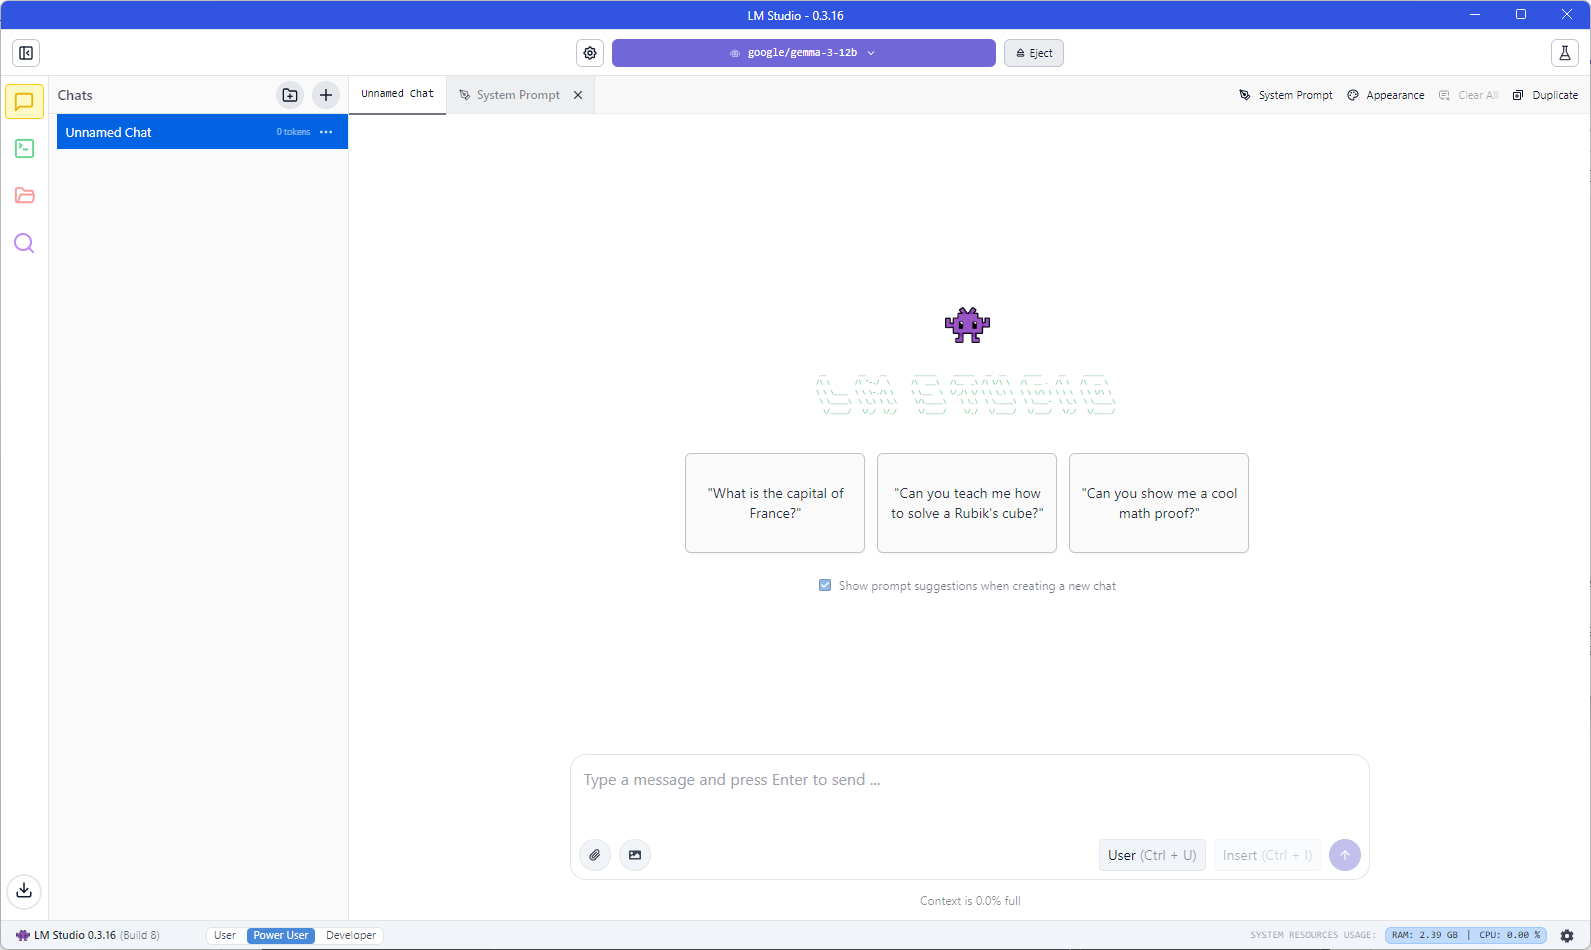 LM Studio - 0.3.16
google/gemma-3-12b
Eject
Chats
Unnamed Chat
System Prompt
System Prompt
Appearance
Clear All
Duplicate
Unnamed Chat
0 tokens
LM STUDIO
"What is the capital of
France?"
"Can you teach me how
to solve a Rubik's cube?"
"Can you show me a cool
math proof?"
Show prompt suggestions when creating a new chat
Type a message and press Enter to send ...
User (Ctrl + U)
Insert (Ctrl + I)
Context is 0.0% full
LM Studio 0.3.16 (Build 8)
User
Power User
Developer
SYSTEM RESOURCES USAGE:
RAM: 2.39 GB | CPU: 0.00 %